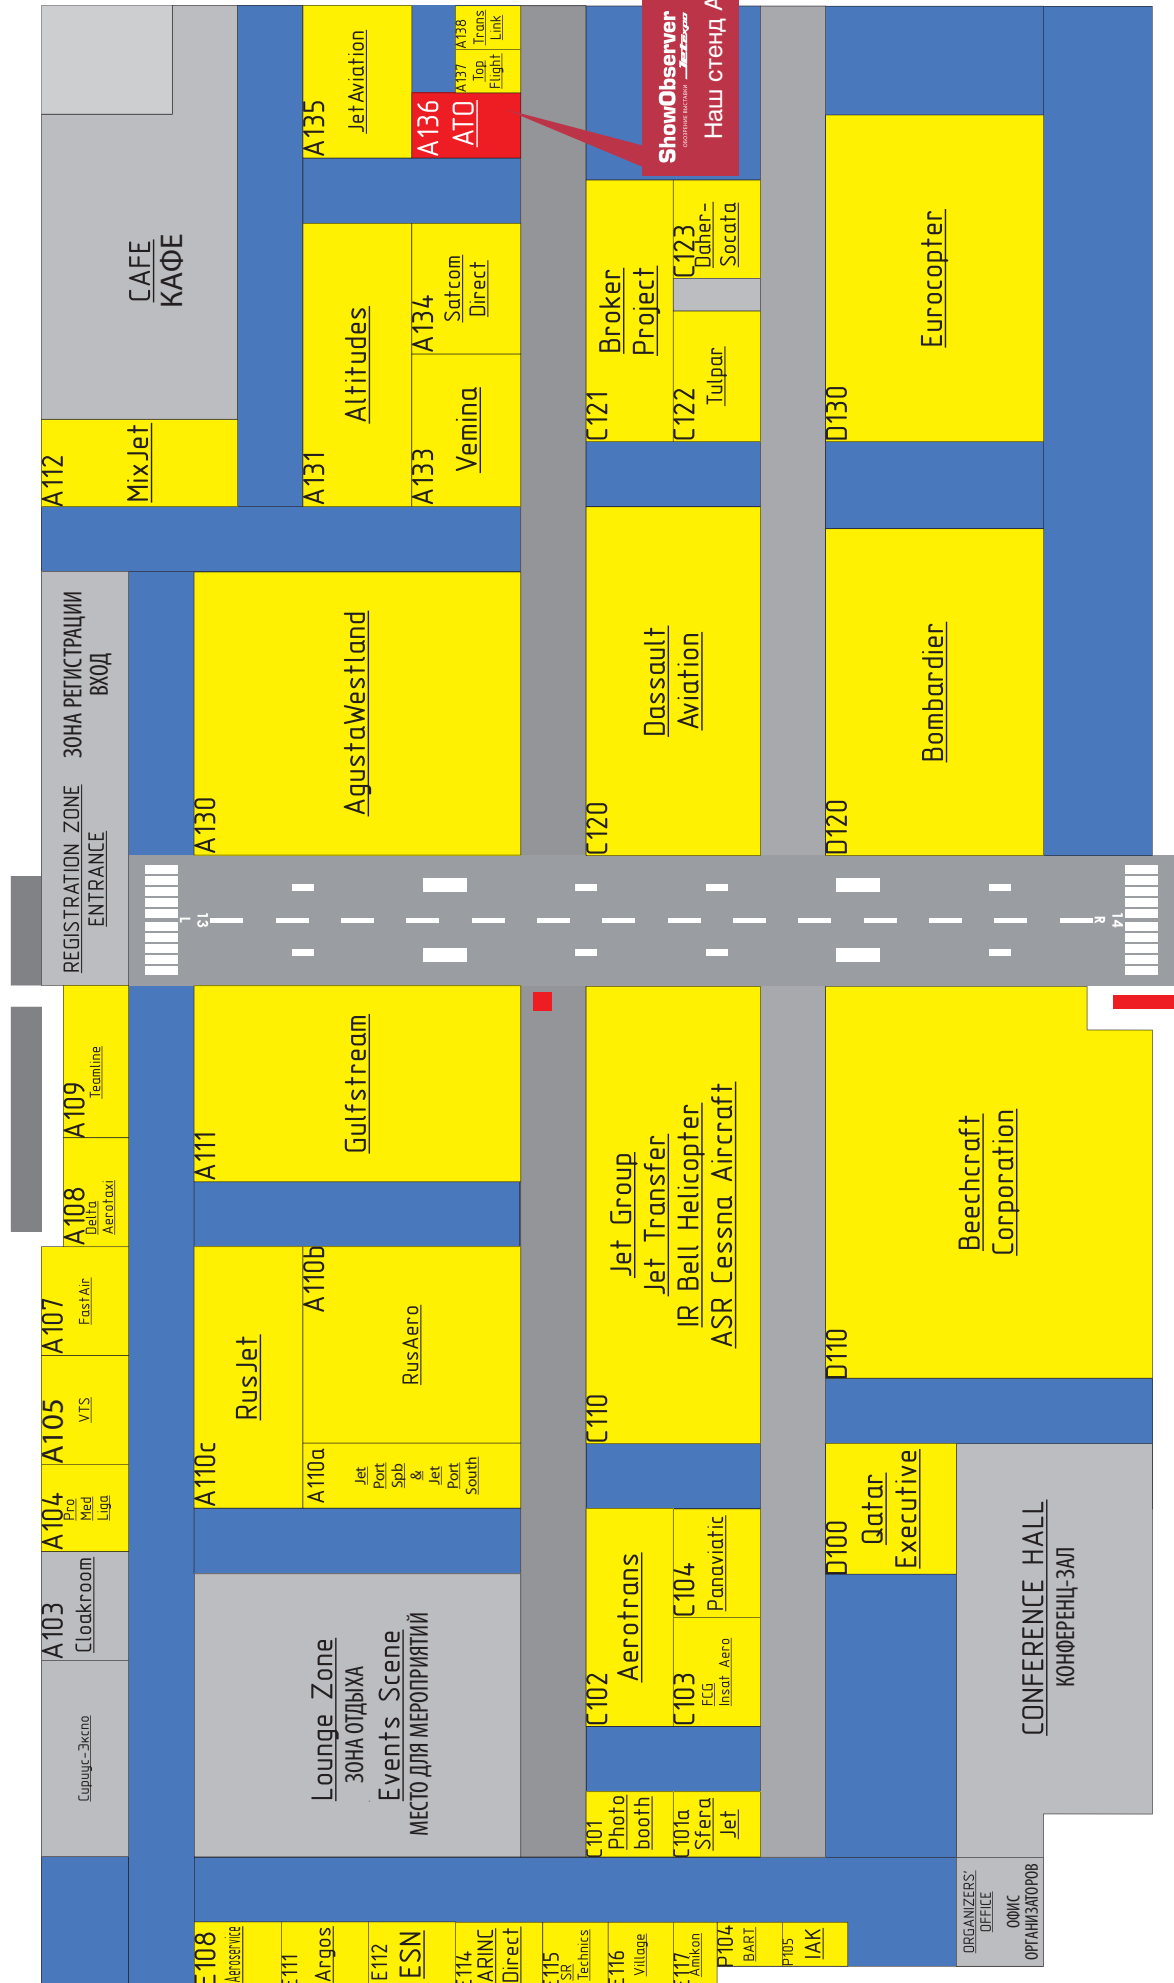 CAFE
КАФЕ
A112
MixJet
A135
Jet Aviation
A138
Trans
Link
A137
Top
Flight
A136
ATO
ShowObserver
ОБОЗРЕНИЕ ВЫСТАВКИ
Jetexpo
Наш стенд А
A131
Altitudes
A134
Satcom
Direct
A133
Vemina
C121
Broker
Project
C123
Daher-
Socata
C122
Tulpar
D130
Eurocopter
REGISTRATION ZONE
ENTRANCE
ЗОНА РЕГИСТРАЦИИ
ВХОД
A130
AgustaWestland
C120
Dassault
Aviation
D120
Bombardier
13
L
14
R
A109
Teamline
A108
Delta
Aerotaxi
A107
FastAir
A105
VTS
A104
Pro
Med
Liga
A103
Cloakroom
Сириус-Экспо
A111
Gulfstream
A110c
RusJet
A110b
RusAero
A110a
Jet
Port
Spb
&
Jet
Port
South
Lounge Zone
ЗОНА ОТДЫХА
Events Scene
МЕСТО ДЛЯ МЕРОПРИЯТИЙ
C110
Jet Group
Jet Transfer
IR Bell Helicopter
ASR Cessna Aircraft
C102
Aerotrans
C104
Panaviatic
C103
FCG
Insat Aero
C101
Photo
booth
C101a
Sfera
Jet
D110
Beechcraft
Corporation
D100
Qatar
Executive
CONFERENCE HALL
КОНФЕРЕНЦ-ЗАЛ
ORGANIZERS'
OFFICE
ОФИС
ОРГАНИЗАТОРОВ
E108
Aeroservice
E111
Argos
E112
ESN
E114
ARINC
Direct
E115
SR
Technics
E116
Village
E117
Amikon
P104
BART
P105
IAK